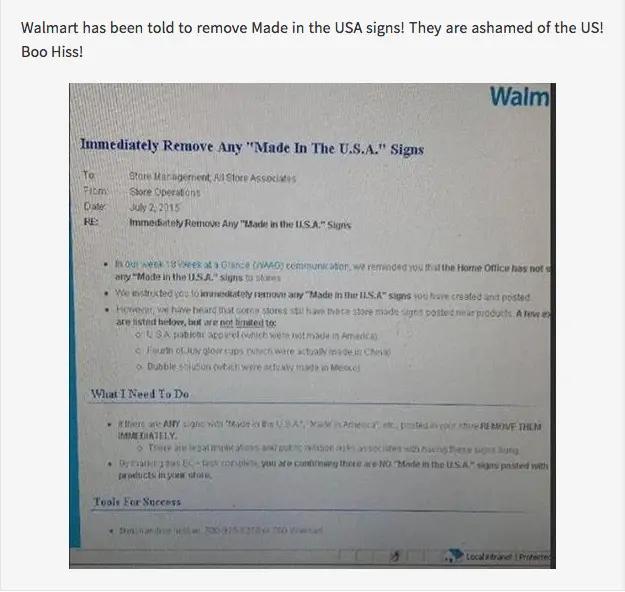 Walmart has been told to remove Made in the USA signs! They are ashamed of the US!
Boo Hiss!
Walm
Immediately Remove Any "Made In The U.S.A." Signs
To: Store Management, All Store Associates
From: Store Operations
Date: July 2, 2015
RE: Immediately Remove Any "Made in the U.S.A." Signs
• In our week 18 Week at a Glance (WAAG) communication, we reminded you that the Home Office has not s
any "Made in the U.S.A." signs to stores
• We instructed you to immediately remove any "Made in the U.S.A" signs you have created and posted.
• However, we have heard that some stores still have these store made signs posted near products. A few ex
are listed below, but are not limited to:
o U.S.A. patriotic apparel (which were not made in America)
o Fourth of July glow cups (which were actually made in China)
o Bubble solution (which were actually made in Mexico)
What I Need To Do
• If there are ANY signs with "Made in the U.S.A", "Made in America", etc., posted in your store REMOVE THEM
IMMEDIATELY.
o There are legal implications and public relation risks associated with having these signs hung.
• By marking this task complete, you are confirming there are NO "Made in the U.S.A." signs posted with
products in your store.
Tools For Success
Local intranet | Protected